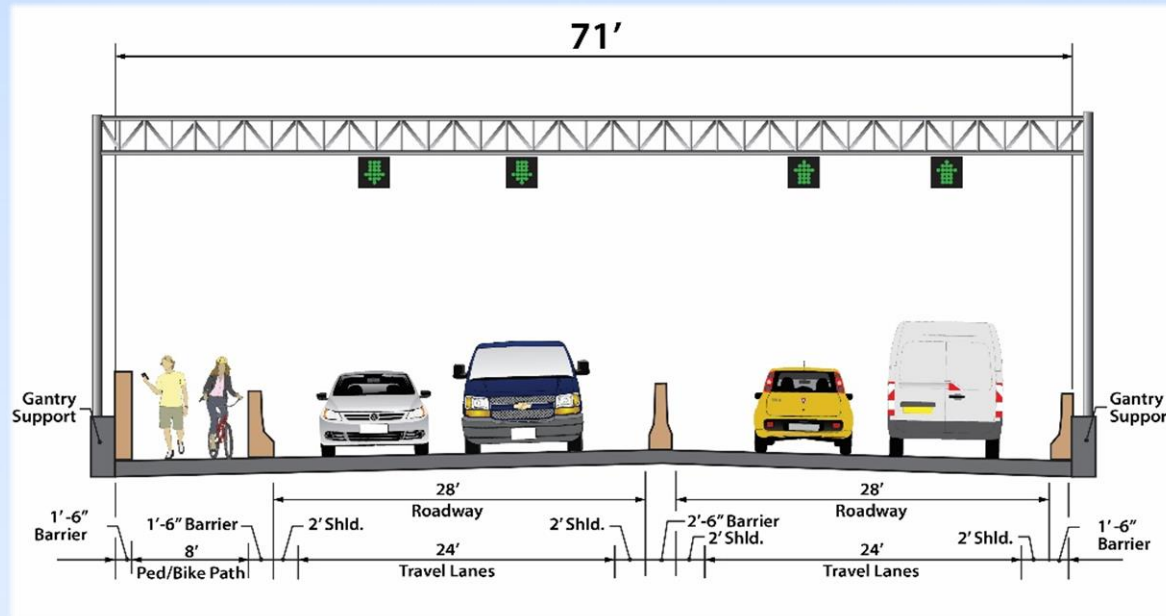 71′
Gantry
Support
Gantry
Support
28′
Roadway
28′
Roadway
1′-6″
Barrier
1′-6″ Barrier
2′ Shld.
2′ Shld.
2′-6″ Barrier
2′ Shld.
2′ Shld.
1′-6″
Barrier
8′
Ped/Bike Path
24′
Travel Lanes
24′
Travel Lanes